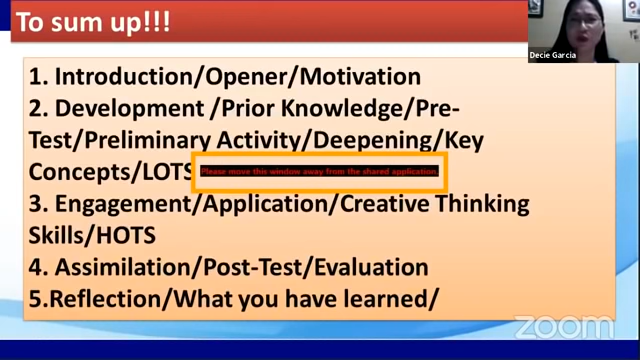 To sum up!!!
Decie Garcia
1. Introduction/Opener/Motivation
2. Development /Prior Knowledge/Pre-
Test/Preliminary Activity/Deepening/Key
Concepts/LOTS
Please move this window away from the shared application.
3. Engagement/Application/Creative Thinking
Skills/HOTS
4. Assimilation/Post-Test/Evaluation
5.Reflection/What you have learned/
zoom